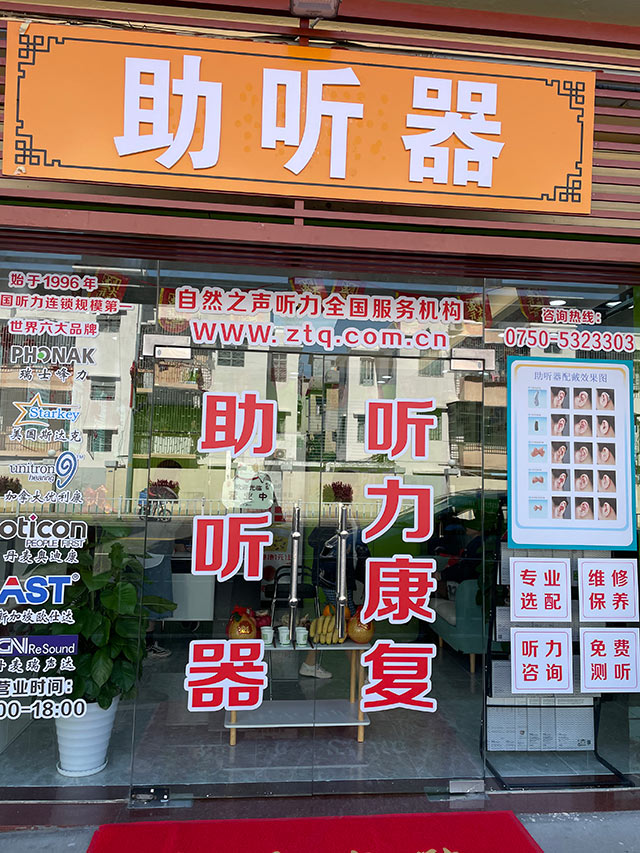 助听器
始于1996年
国听力连锁规模第
世界六大品牌
PHONAK
瑞士峰力
Starkey
美国斯达克
unitron
hearing
加拿大优利康
oticon
PEOPLE FIRST
丹麦奥迪康
AST
新加坡欧仕达
GN ReSound
丹麦瑞声达
营业时间:
00-18:00
自然之声听力全国服务机构
www.ztq.com.cn
助听器
听力康复
咨询热线:
0750-5323303
助听器配戴效果图
专业
选配
维修
保养
听力
咨询
免费
测听